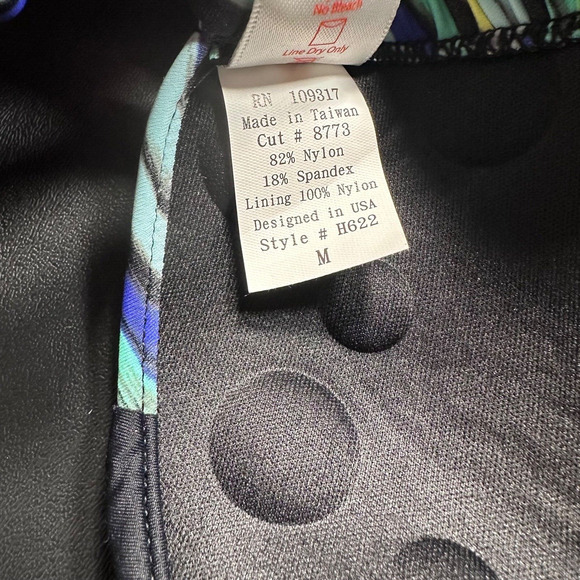 No Bleach
Line Dry Only
RN 109317
Made in Taiwan
Cut # 8773
82% Nylon
18% Spandex
Lining 100% Nylon
Designed in USA
Style # H622
M